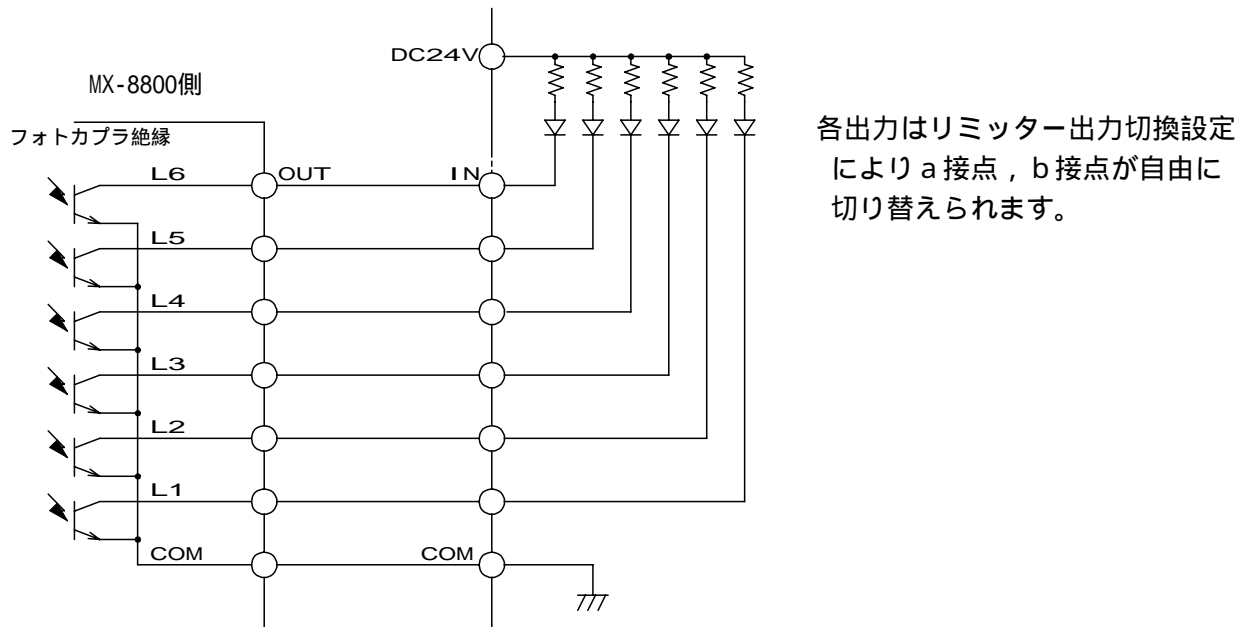 DC24V
MX-8800側
フォトカプラ絶縁
L6
OUT
IN
L5
L4
L3
L2
L1
COM
COM
各出力はリミッター出力切換設定
によりａ接点，ｂ接点が自由に
切り替えられます。